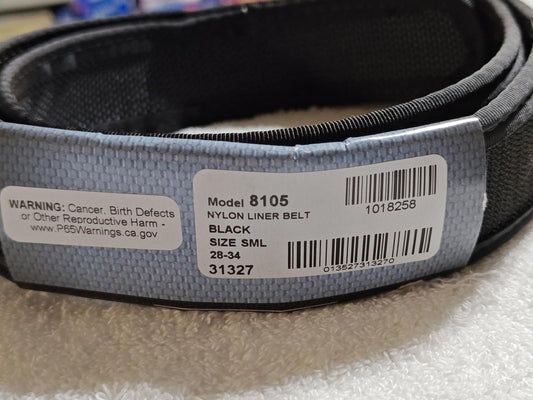 WARNING: Cancer, Birth Defects
or Other Reproductive Harm -
www.P65Warnings.ca.gov
Model 8105
NYLON LINER BELT
BLACK
SIZE SML
28-34
31327
1018258
013527313270